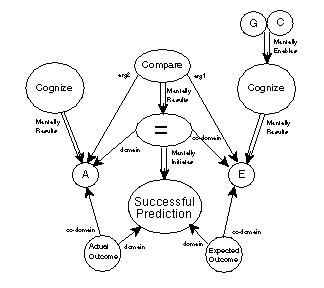 G C
Mentally
Enables
Compare
Cognize
Cognize
arg2
arg1
Mentally
Results
Mentally
Results
=
Mentally
Results
domain
co-domain
Mentally
Initiates
A
E
Successful
Prediction
co-domain
co-domain
Actual
Outcome
domain
domain
Expected
Outcome